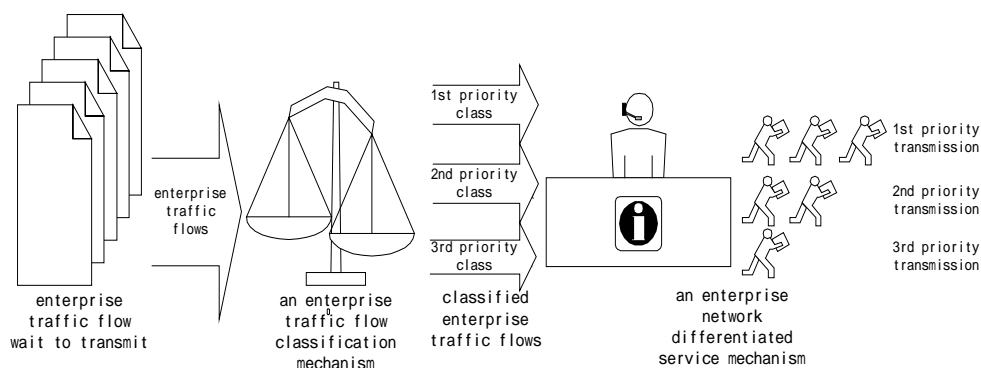 enterprise
traffic flow
wait to transmit
enterprise
traffic
flows
an enterprise
traffic flow
classification
mechanism
1st priority
class
2nd priority
class
3rd priority
class
classified
enterprise
traffic flows
i
an enterprise
network
differentiated
service mechanism
1st priority
transmission
2nd priority
transmission
3rd priority
transmission